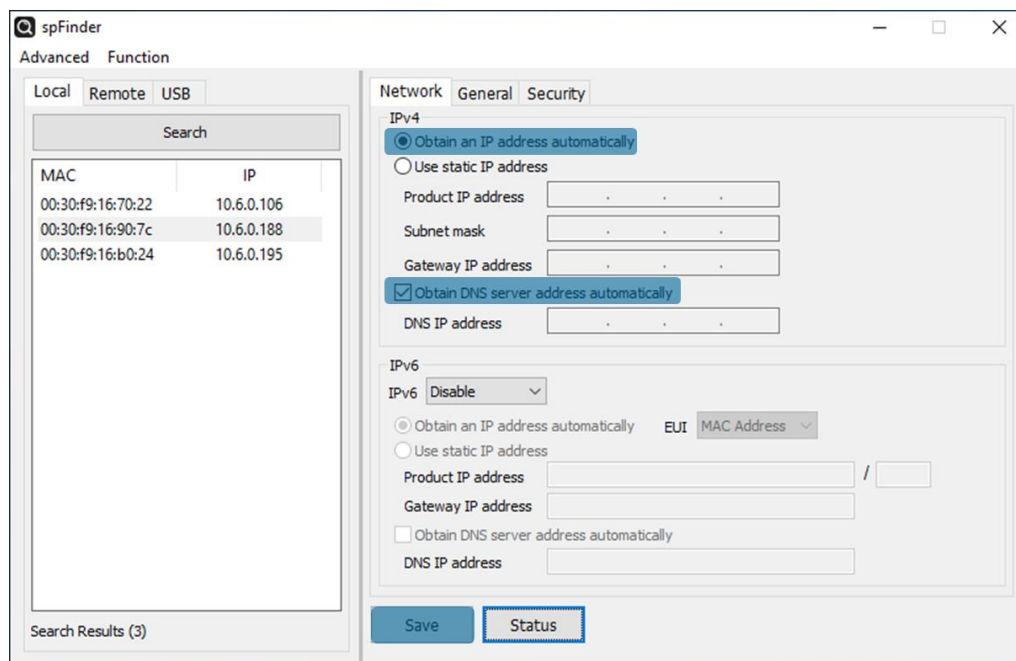 spFinder
Advanced Function
Local Remote USB
Search
MAC IP
00:30:f9:16:70:22 10.6.0.106
00:30:f9:16:90:7c 10.6.0.188
00:30:f9:16:b0:24 10.6.0.195
Search Results (3)
Network General Security
IPv4
Obtain an IP address automatically
Use static IP address
Product IP address . . .
Subnet mask . . .
Gateway IP address . . .
Obtain DNS server address automatically
DNS IP address . . .
IPv6
IPv6 Disable
Obtain an IP address automatically EUI MAC Address
Use static IP address
Product IP address /
Gateway IP address
Obtain DNS server address automatically
DNS IP address
Save Status